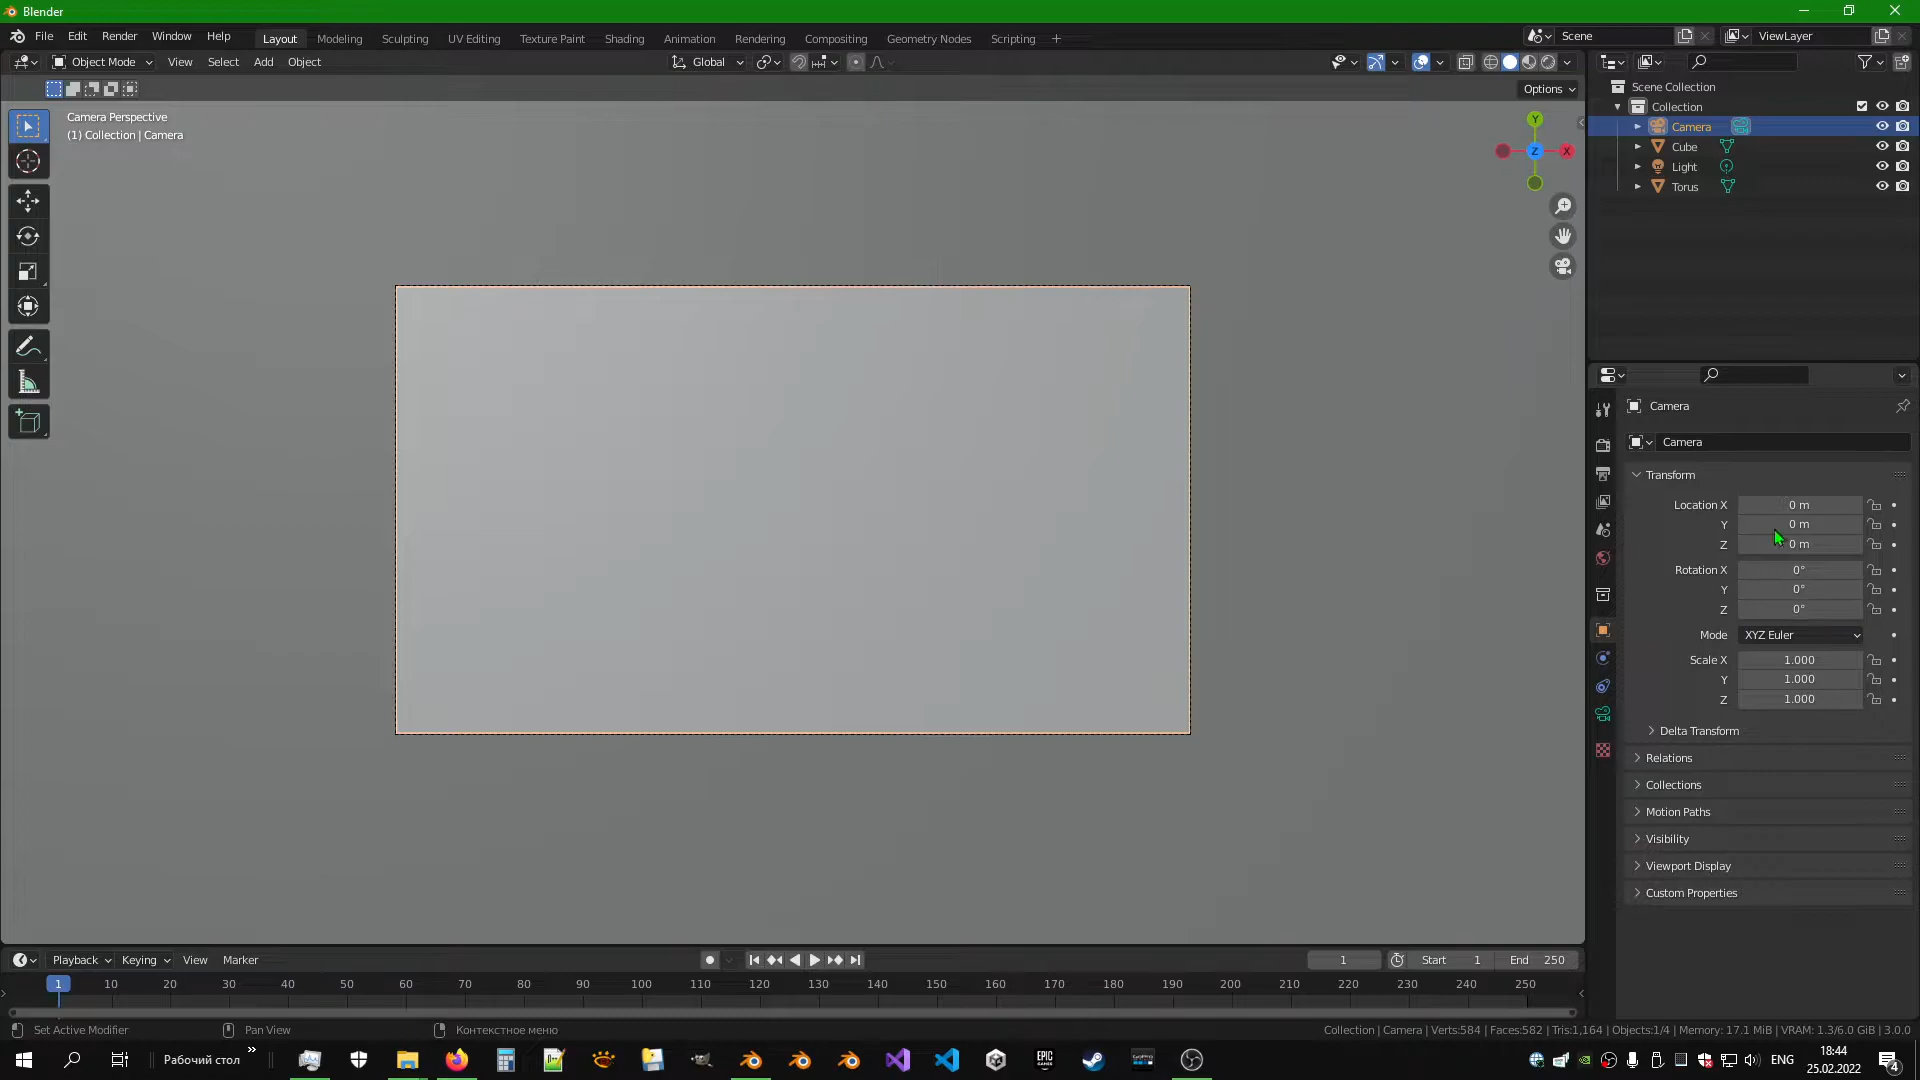 Blender
File Edit Render Window Help Layout Modeling Sculpting UV Editing Texture Paint Shading Animation Rendering Compositing Geometry Nodes Scripting + Scene ViewLayer
Object Mode View Select Add Object Global
Options
Camera Perspective
(1) Collection | Camera
Y
Z X
Scene Collection
Collection
Camera
Cube
Light
Torus
Camera
Camera
Transform
Location X 0 m
Y 0 m
Z 0 m
Rotation X 0°
Y 0°
Z 0°
Mode XYZ Euler
Scale X 1.000
Y 1.000
Z 1.000
Delta Transform
Relations
Collections
Motion Paths
Visibility
Viewport Display
Custom Properties
Playback Keying View Marker 1 Start 1 End 250
1 10 20 30 40 50 60 70 80 90 100 110 120 130 140 150 160 170 180 190 200 210 220 230 240 250
Set Active Modifier Pan View Контекстное меню Collection | Camera | Verts:584 | Faces:582 | Tris:1,164 | Objects:1/4 | Memory: 17.1 MiB | VRAM: 1.3/6.0 GiB | 3.0.0
Рабочий стол » EPIC GAMES ENG 18:44
25.02.2022 4